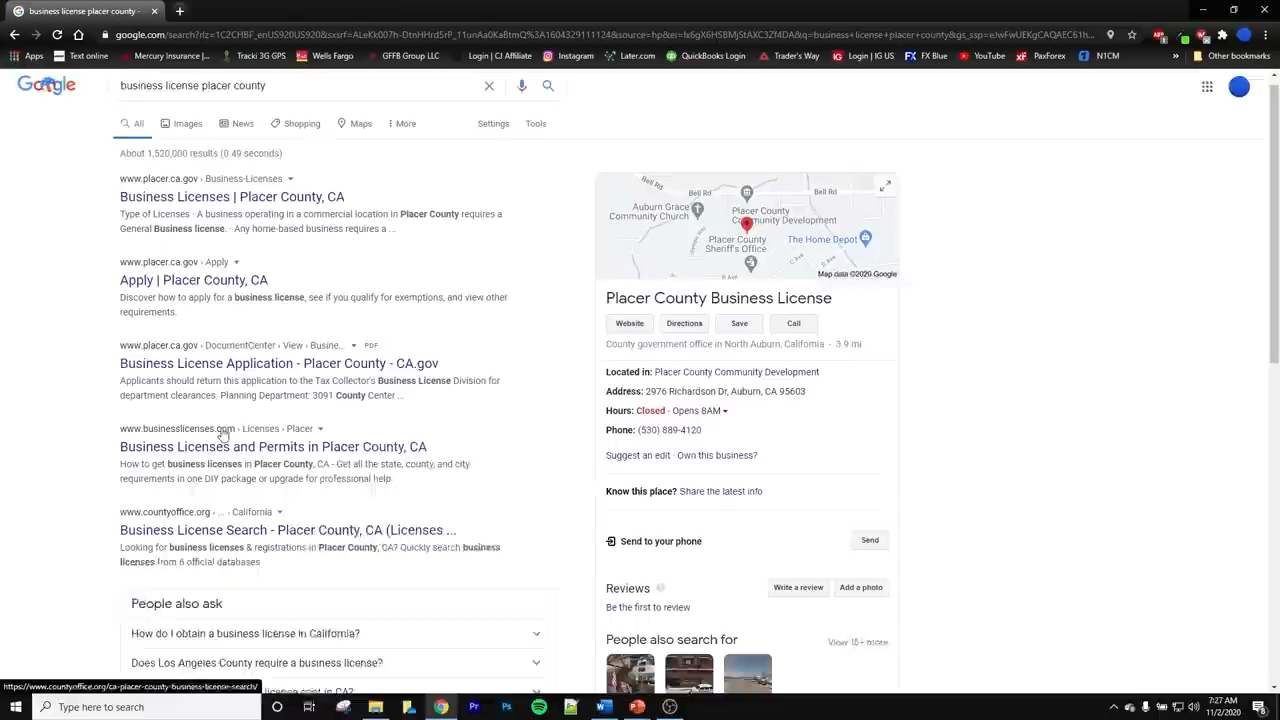 business license placer county -
google.com/search?rlz=1C2CHBF_enUS920US920&sxsrf=ALeKk007h-DtnHHrd5rP_11unAa0KaBtmQ%3A1604329111124&source=hp&ei=
Apps
Text Online
Mercury Insurance...
Btran
Wells Fargo
GFFB Group LLC
Login | CJ Affiliate
Instagram
Later.com
QuickBooks Login
Trader's Way
Login | IG US
FX Blue
YouTube
PaxForex
N1CM
»
Other bookmarks
Google
business license placer county
All
Images
News
Shopping
Maps
More
Settings
Tools
About 1,520,000 results (0.49 seconds)
www.placer.ca.gov › Business-Licenses
Business Licenses | Placer County, CA
Type of Licenses · A business operating in a commercial location in Placer County requires a
General Business license. · Any home-based business requires a ...
www.placer.ca.gov › Apply
Apply | Placer County, CA
Discover how to apply for a business license, see if you qualify for exemptions, and view other
requirements.
www.placer.ca.gov › DocumentCenter › View › Busine... PDF
Business License Application - Placer County - CA.gov
Applicants should return this application to the Tax Collector's Business License Division for
department clearances. Planning Department: 3091 County Center ...
www.businesslicenses.com › Licenses › Placer
Business Licenses and Permits in Placer County, CA
How to get business licenses in Placer County, CA - Get all the state, county, and city
requirements in one DIY package or upgrade for professional help.
www.countyoffice.org › ... › California
Business License Search - Placer County, CA (Licenses ...
Looking for business licenses & registrations in Placer County, CA? Quickly search business
licenses from 6 official databases
People also ask
How do I obtain a business license in California?
Does Los Angeles County require a business license?
Bell Rd
Bell Rd
Bell Rd
Auburn Grace
Community Church
Placer County
Community Development
Placer County
Sheriff's Office
The Home Depot
C Ave
A Ave
Map data ©2020 Google
Placer County Business License
Website
Directions
Save
Call
County government office in North Auburn, California · 3.9 mi
Located in: Placer County Community Development
Address: 2976 Richardson Dr, Auburn, CA 95603
Hours: Closed · Opens 8AM
Phone: (530) 889-4120
Suggest an edit · Own this business?
Know this place? Share the latest info
Send to your phone
Send
Reviews
Write a review
Add a photo
Be the first to review
People also search for
View 15+ more
https://www.countyoffice.org/ca-placer-county-business-license-search/
Type here to search
7:27 AM
11/2/2020